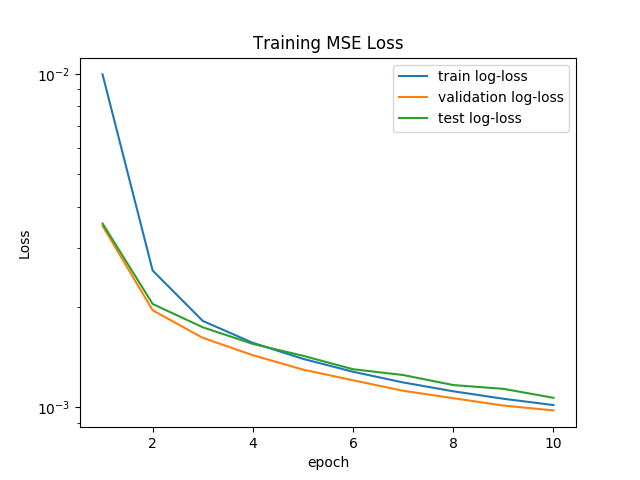 Training MSE Loss
train log-loss
validation log-loss
test log-loss
10⁻²
10⁻³
Loss
2 4 6 8 10
epoch